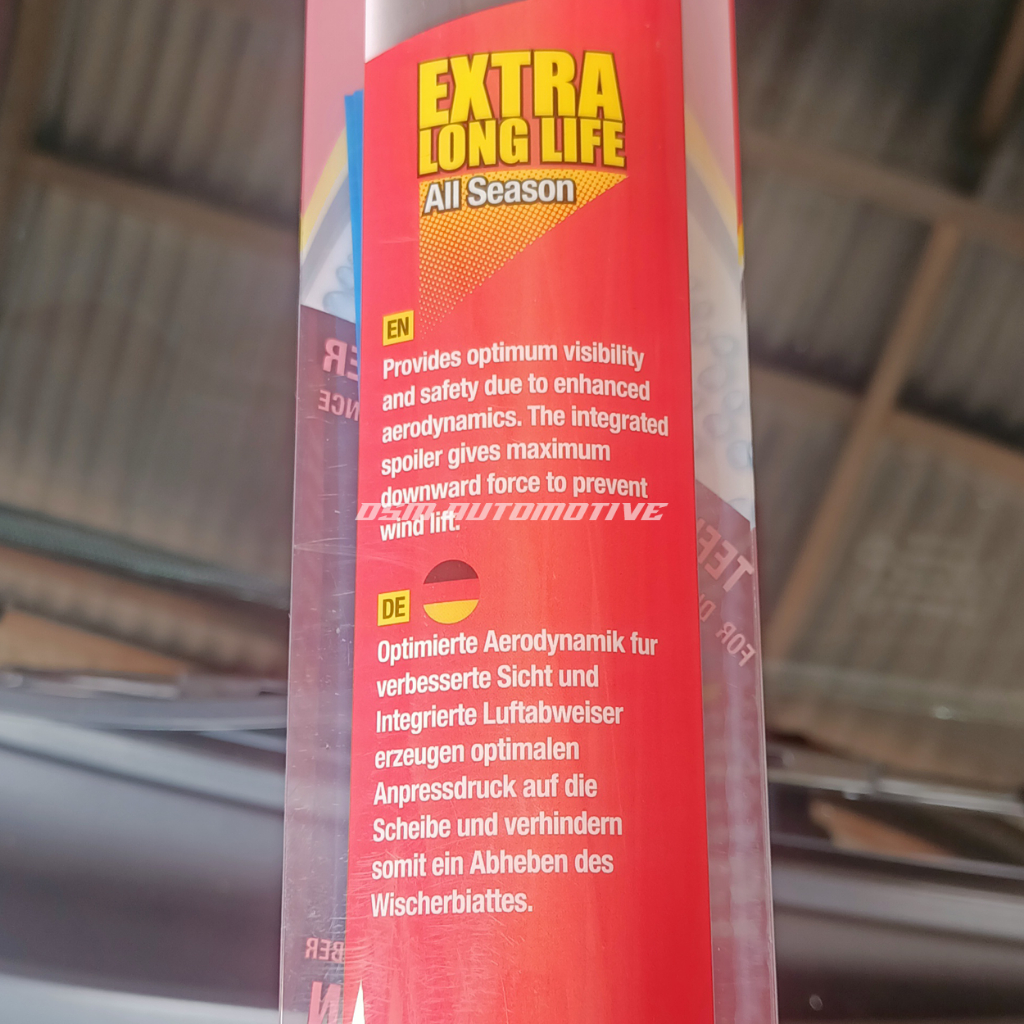 EXTRA
LONG LIFE
All Season
EN
Provides optimum visibility
and safety due to enhanced
aerodynamics. The integrated
spoiler gives maximum
downward force to prevent
wind lift.
DSM AUTOMOTIVE
DE
Optimierte Aerodynamik fur
verbesserte Sicht und
Integrierte Luftabweiser
erzeugen optimalen
Anpressdruck auf die
Scheibe und verhindern
somit ein Abheben des
Wischerbiattes.